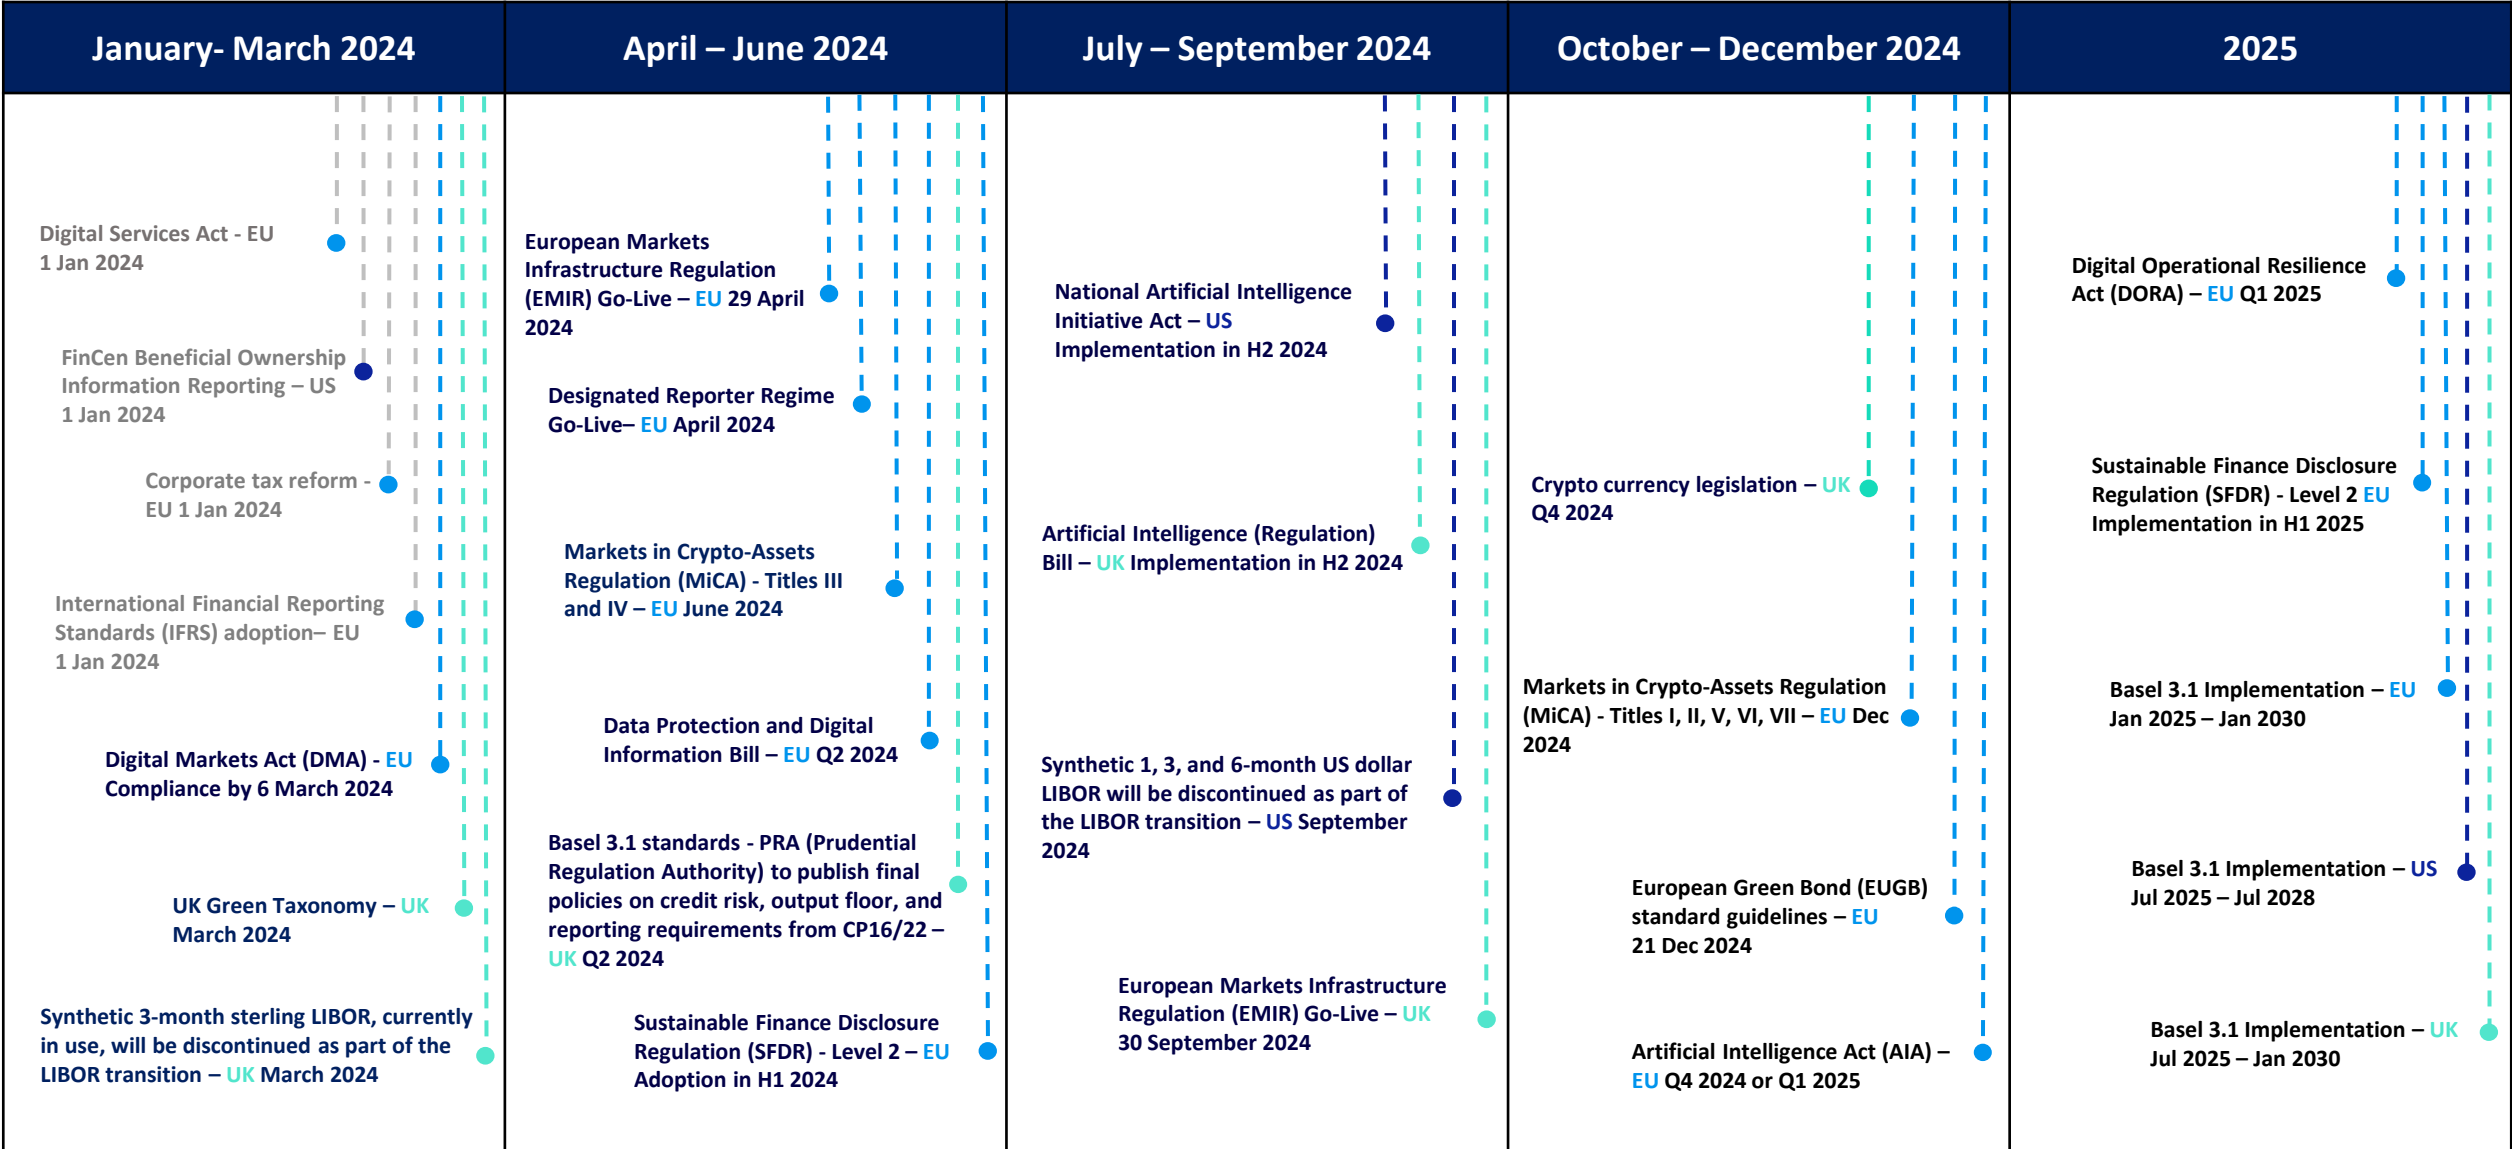 January- March 2024
April – June 2024
July – September 2024
October – December 2024
2025
Digital Services Act - EU
1 Jan 2024
FinCen Beneficial Ownership
Information Reporting – US
1 Jan 2024
Corporate tax reform -
EU 1 Jan 2024
International Financial Reporting
Standards (IFRS) adoption– EU
1 Jan 2024
Digital Markets Act (DMA) - EU
Compliance by 6 March 2024
UK Green Taxonomy – UK
March 2024
Synthetic 3-month sterling LIBOR, currently
in use, will be discontinued as part of the
LIBOR transition – UK March 2024
European Markets
Infrastructure Regulation
(EMIR) Go-Live – EU 29 April
2024
Designated Reporter Regime
Go-Live– EU April 2024
Markets in Crypto-Assets
Regulation (MiCA) - Titles III
and IV – EU June 2024
Data Protection and Digital
Information Bill – EU Q2 2024
Basel 3.1 standards - PRA (Prudential
Regulation Authority) to publish final
policies on credit risk, output floor, and
reporting requirements from CP16/22 –
UK Q2 2024
Sustainable Finance Disclosure
Regulation (SFDR) - Level 2 – EU
Adoption in H1 2024
National Artificial Intelligence
Initiative Act – US
Implementation in H2 2024
Artificial Intelligence (Regulation)
Bill – UK Implementation in H2 2024
Synthetic 1, 3, and 6-month US dollar
LIBOR will be discontinued as part of
the LIBOR transition – US September
2024
European Markets Infrastructure
Regulation (EMIR) Go-Live – UK
30 September 2024
Crypto currency legislation – UK
Q4 2024
Markets in Crypto-Assets Regulation
(MiCA) - Titles I, II, V, VI, VII – EU Dec
2024
European Green Bond (EUGB)
standard guidelines – EU
21 Dec 2024
Artificial Intelligence Act (AIA) –
EU Q4 2024 or Q1 2025
Digital Operational Resilience
Act (DORA) – EU Q1 2025
Sustainable Finance Disclosure
Regulation (SFDR) - Level 2 EU
Implementation in H1 2025
Basel 3.1 Implementation – EU
Jan 2025 – Jan 2030
Basel 3.1 Implementation – US
Jul 2025 – Jul 2028
Basel 3.1 Implementation – UK
Jul 2025 – Jan 2030